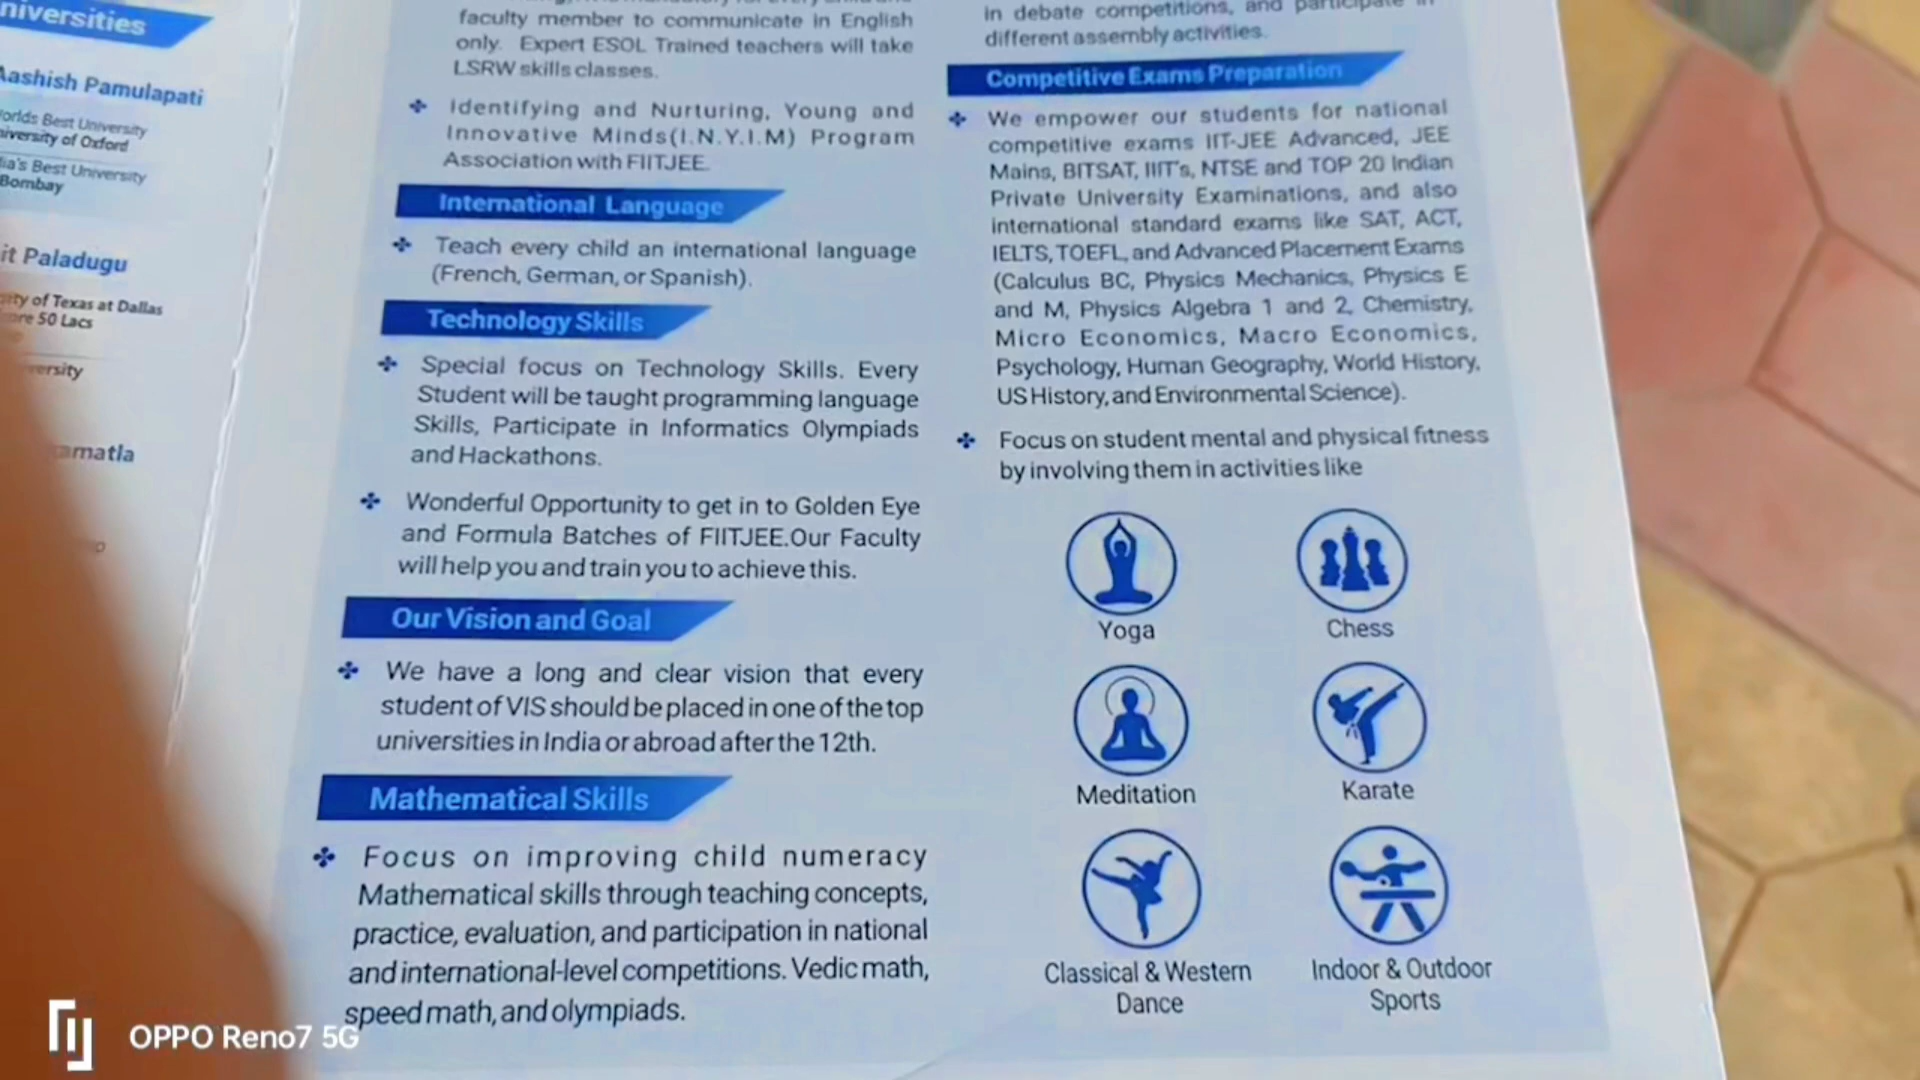 niversities
Aashish Pamulapati
orlds Best University
iversity of Oxford
ia's Best University
Bombay
it Paladugu
sity of Texas at Dallas
ore 50 Lacs
versity
amatla
faculty member to communicate in English
only. Expert ESOL Trained teachers will take
LSRW skills classes.
Identifying and Nurturing, Young and
Innovative Minds(I.N.Y.I.M) Program
Association with FIITJEE.
International Language
Teach every child an international language
(French, German, or Spanish).
Technology Skills
Special focus on Technology Skills. Every
Student will be taught programming language
Skills, Participate in Informatics Olympiads
and Hackathons.
Wonderful Opportunity to get in to Golden Eye
and Formula Batches of FIITJEE.Our Faculty
will help you and train you to achieve this.
Our Vision and Goal
We have a long and clear vision that every
student of VIS should be placed in one of the top
universities in India or abroad after the 12th.
Mathematical Skills
Focus on improving child numeracy
Mathematical skills through teaching concepts,
practice, evaluation, and participation in national
and international-level competitions. Vedic math,
speed math, and olympiads.
in debate competitions, and participate in
different assembly activities.
Competitive Exams Preparation
We empower our students for national
competitive exams IIT-JEE Advanced, JEE
Mains, BITSAT, IIIT's, NTSE and TOP 20 Indian
Private University Examinations, and also
international standard exams like SAT, ACT,
IELTS, TOEFL, and Advanced Placement Exams
(Calculus BC, Physics Mechanics, Physics E
and M, Physics Algebra 1 and 2, Chemistry,
Micro Economics, Macro Economics,
Psychology, Human Geography, World History,
US History, and Environmental Science).
Focus on student mental and physical fitness
by involving them in activities like
Yoga
Chess
Meditation
Karate
Classical & Western
Dance
Indoor & Outdoor
Sports
OPPO Reno7 5G